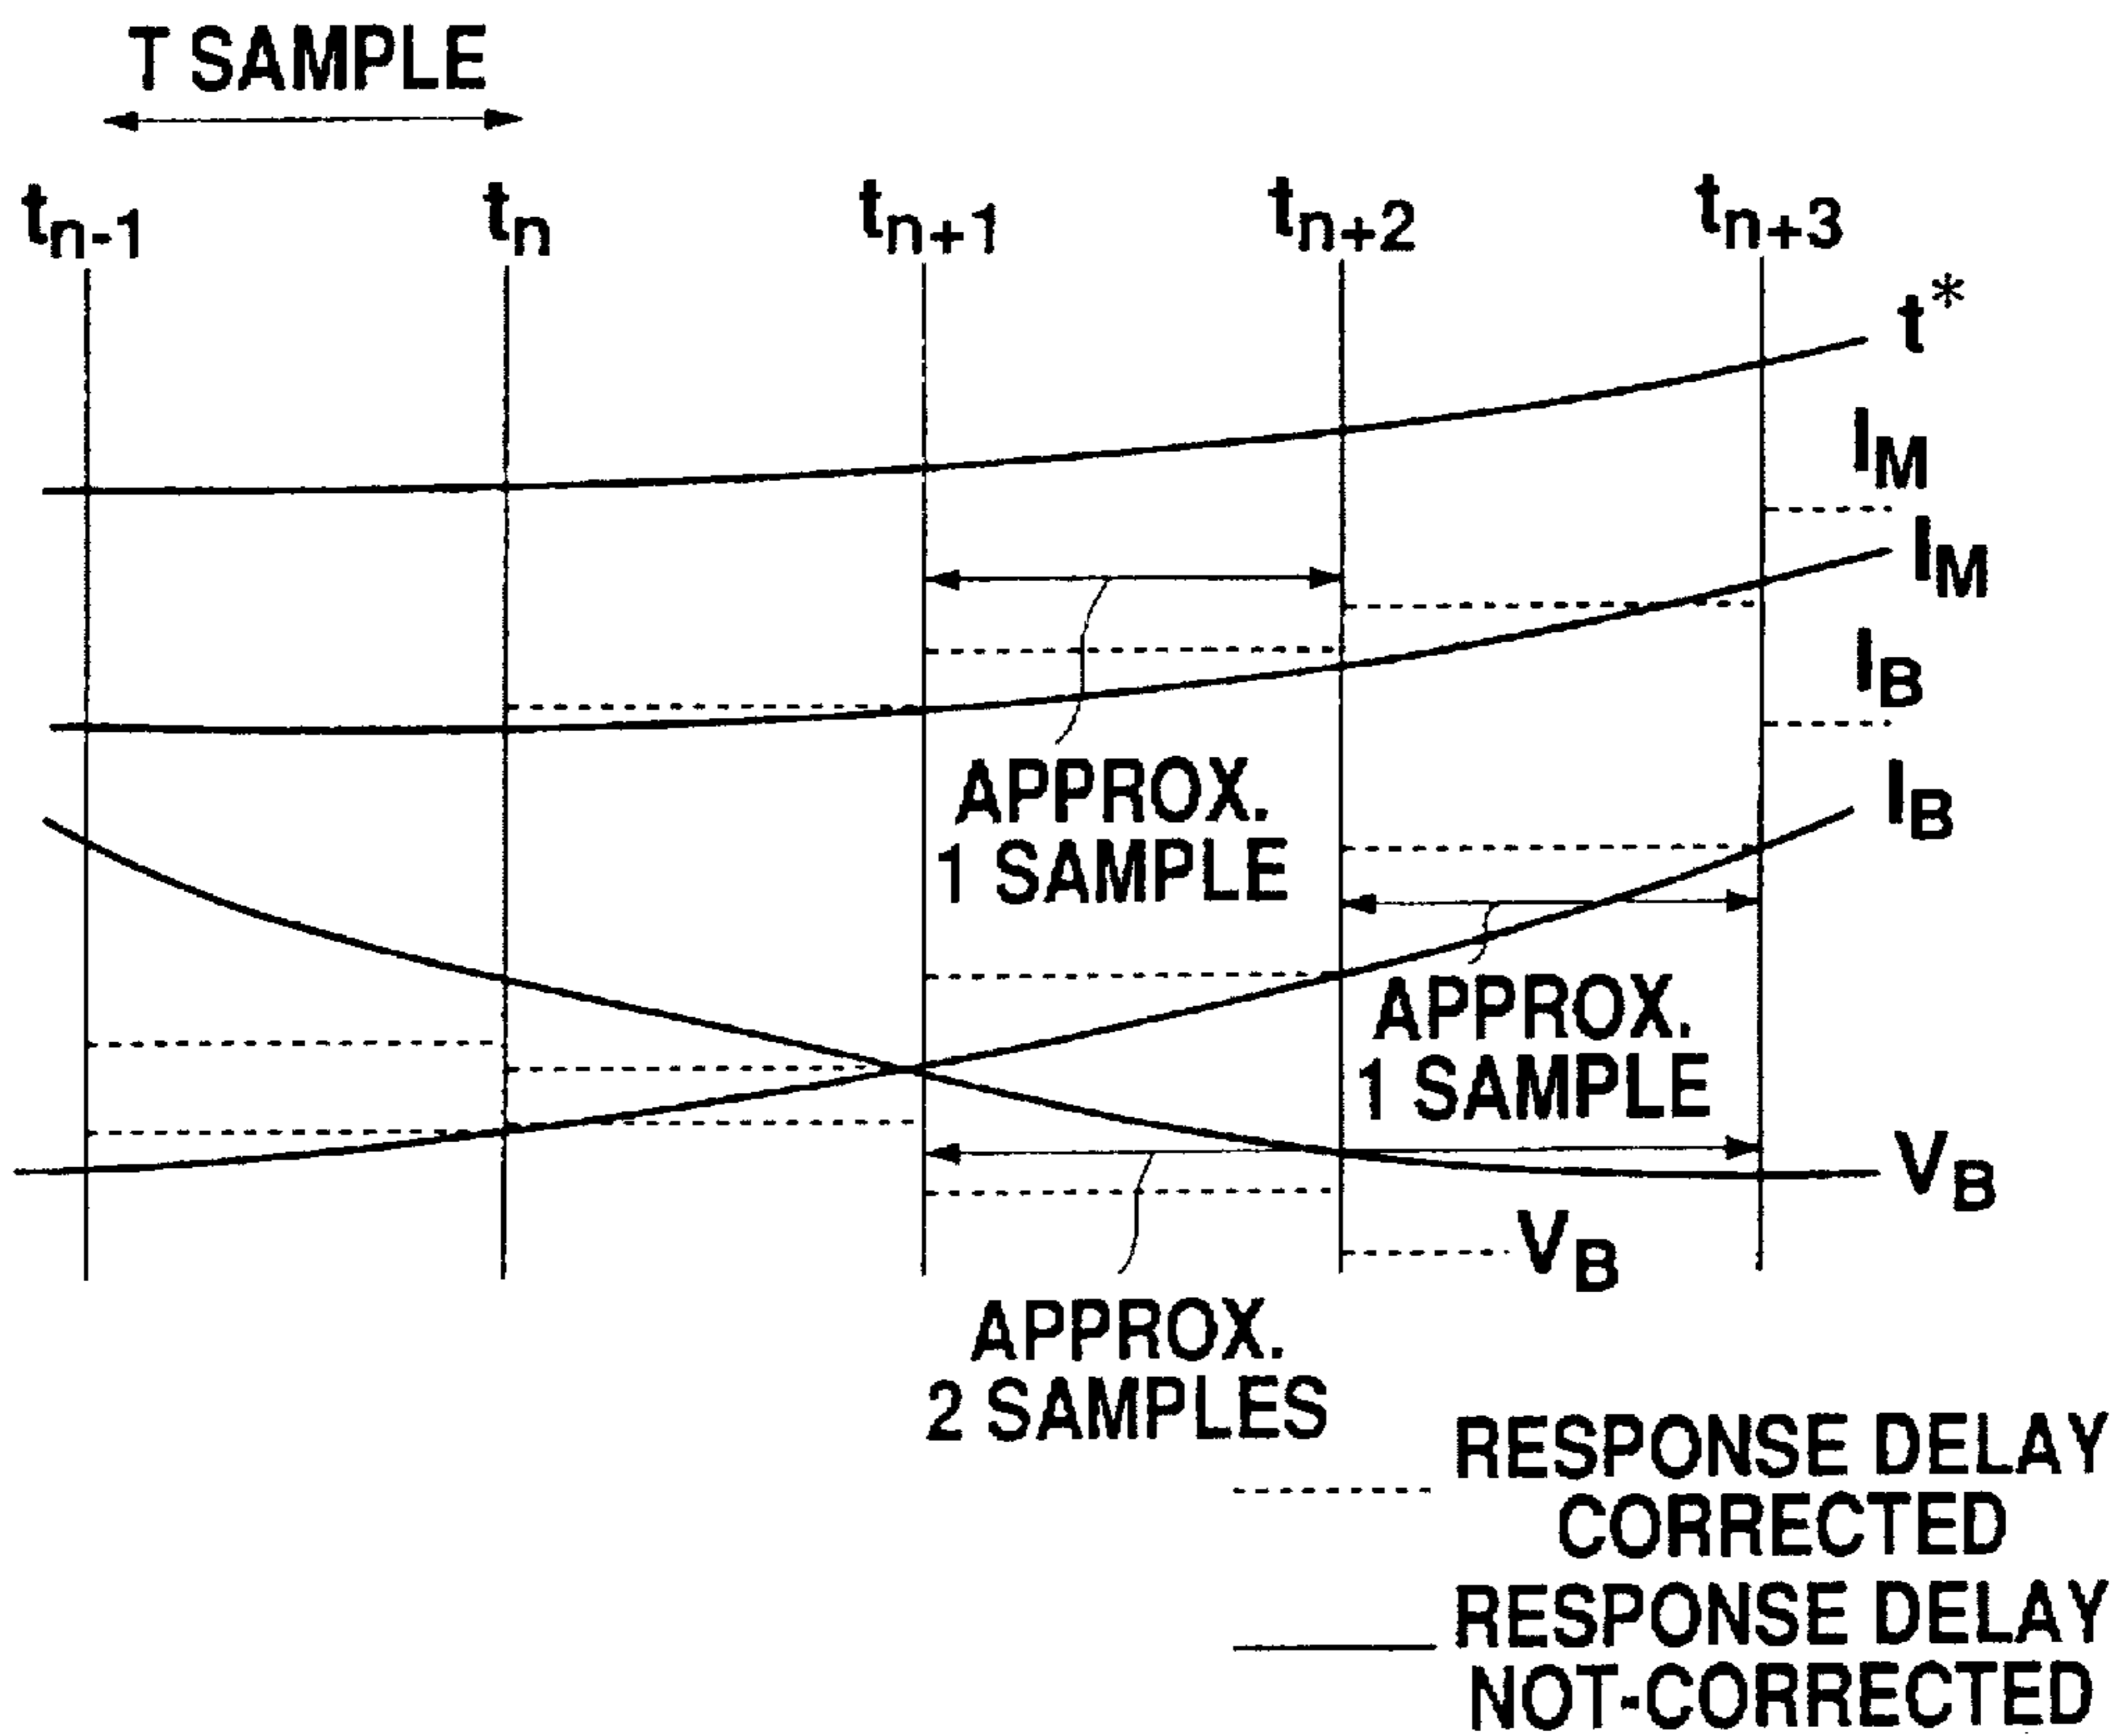 T SAMPLE
tn-1
tn
tn+1
tn+2
tn+3
t*
IM
IM
IB
IB
APPROX.
1 SAMPLE
APPROX.
1 SAMPLE
VB
VB
APPROX.
2 SAMPLES
RESPONSE DELAY
CORRECTED
RESPONSE DELAY
NOT-CORRECTED